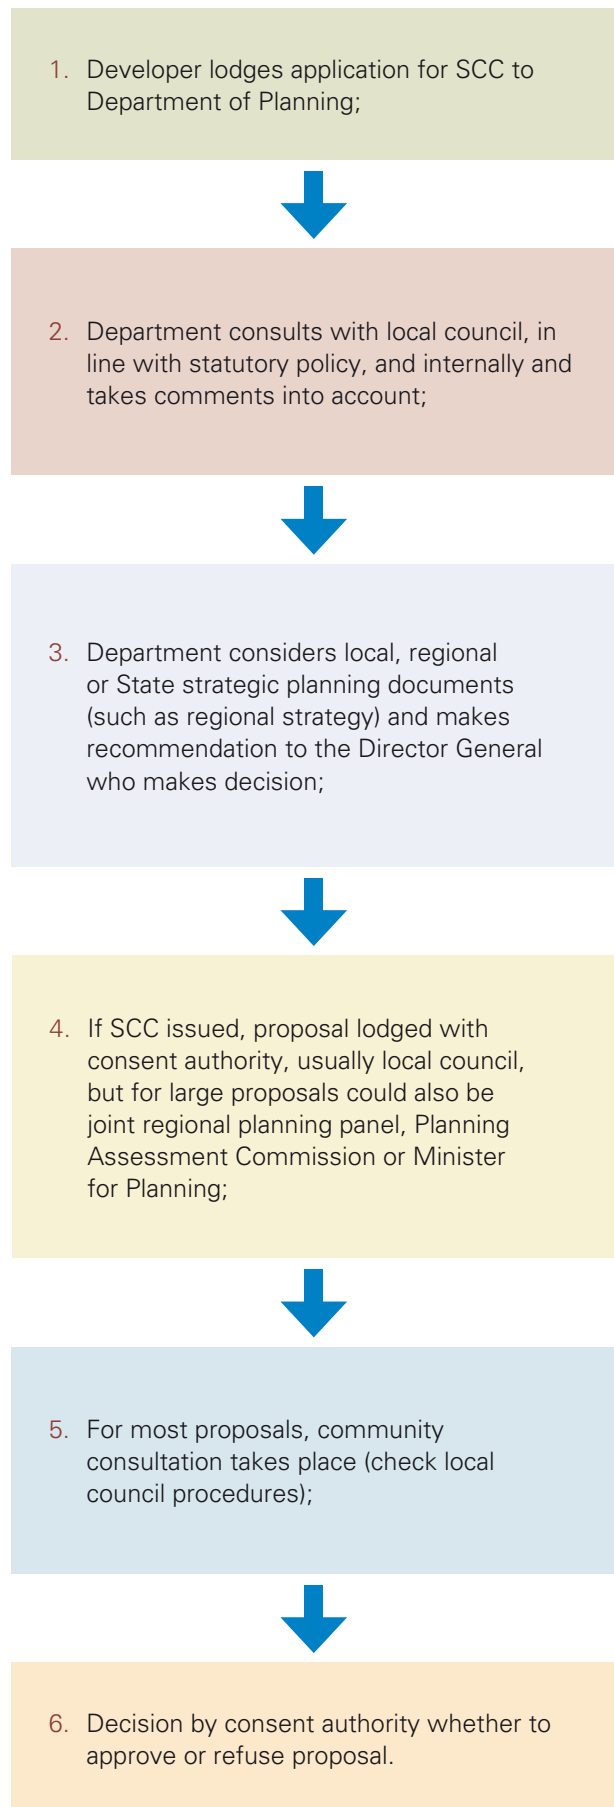 1. Developer lodges application for SCC to
Department of Planning;
2. Department consults with local council, in
line with statutory policy, and internally and
takes comments into account;
3. Department considers local, regional
or State strategic planning documents
(such as regional strategy) and makes
recommendation to the Director General
who makes decision;
4. If SCC issued, proposal lodged with
consent authority, usually local council,
but for large proposals could also be
joint regional planning panel, Planning
Assessment Commission or Minister
for Planning;
5. For most proposals, community
consultation takes place (check local
council procedures);
6. Decision by consent authority whether to
approve or refuse proposal.